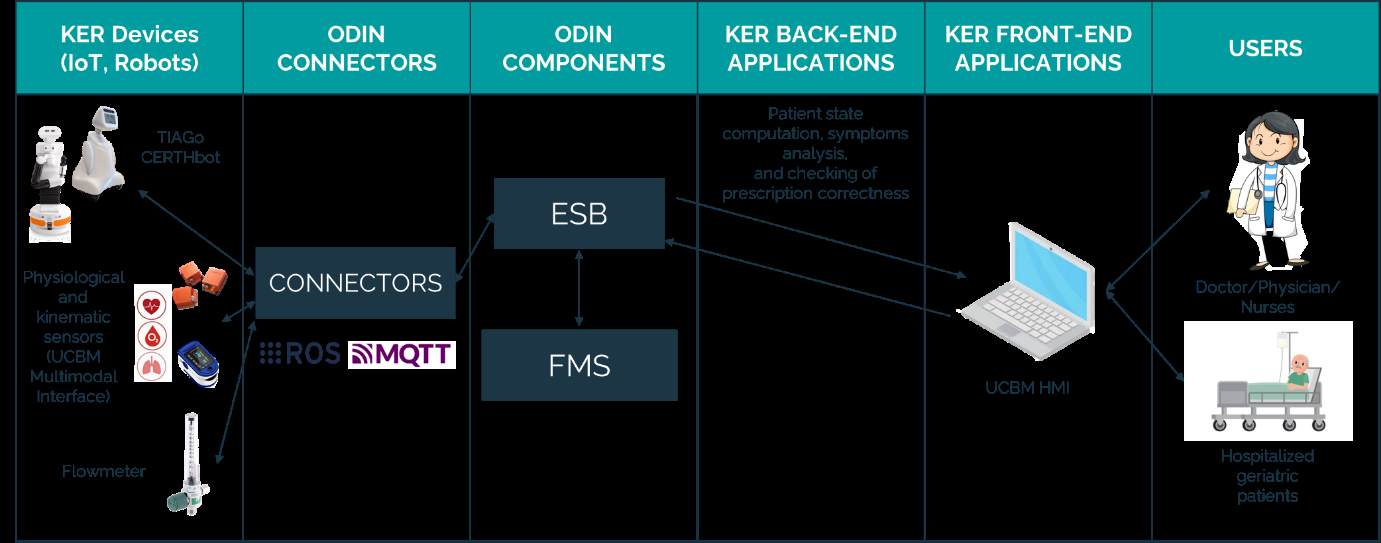 KER Devices
(IoT, Robots)
ODIN
CONNECTORS
ODIN
COMPONENTS
KER BACK-END
APPLICATIONS
KER FRONT-END
APPLICATIONS
USERS
TIAGo
CERTHbot
Physiological
and
kinematic
sensors
(UCBM
Multimodal
Interface)
O2
Flowmeter
CONNECTORS
ROS
MQTT
ESB
FMS
Patient state
computation, symptoms
analysis,
and checking of
prescription correctness
UCBM HMI
Doctor/Physician/
Nurses
Hospitalized
geriatric
patients